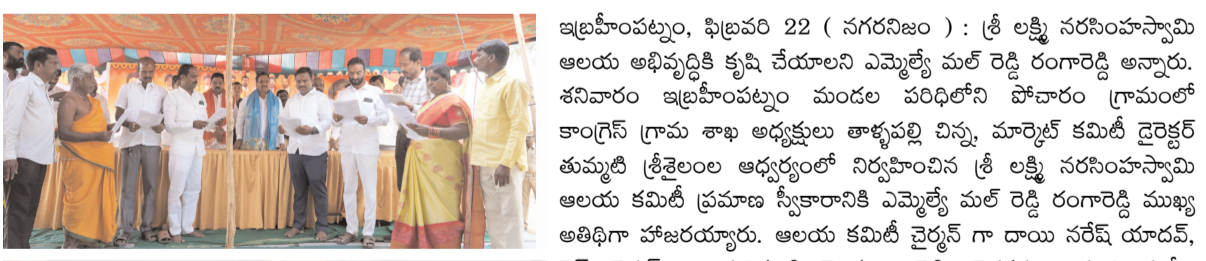 ఇబ్రహీంపట్నం, ఫిబ్రవరి 22 ( నగరనిజం ) : శ్రీ లక్ష్మి నరసింహస్వామి
ఆలయ అభివృద్ధికి కృషి చేయాలని ఎమ్మెల్యే మల్ రెడ్డి రంగారెడ్డి అన్నారు.
శనివారం ఇబ్రహీంపట్నం మండల పరిధిలోని పోచారం గ్రామంలో
కాంగ్రెస్ గ్రామ శాఖ అధ్యక్షులు తాళ్ళపల్లి చిన్న, మార్కెట్ కమిటీ డైరెక్టర్
తుమ్మటి శ్రీశైలంల ఆధ్వర్యంలో నిర్వహించిన శ్రీ లక్ష్మి నరసింహస్వామి
ఆలయ కమిటీ ప్రమాణ స్వీకారానికి ఎమ్మెల్యే మల్ రెడ్డి రంగారెడ్డి ముఖ్య
అతిథిగా హాజరయ్యారు. ఆలయ కమిటీ చైర్మన్ గా దాయి నరేష్ యాదవ్,